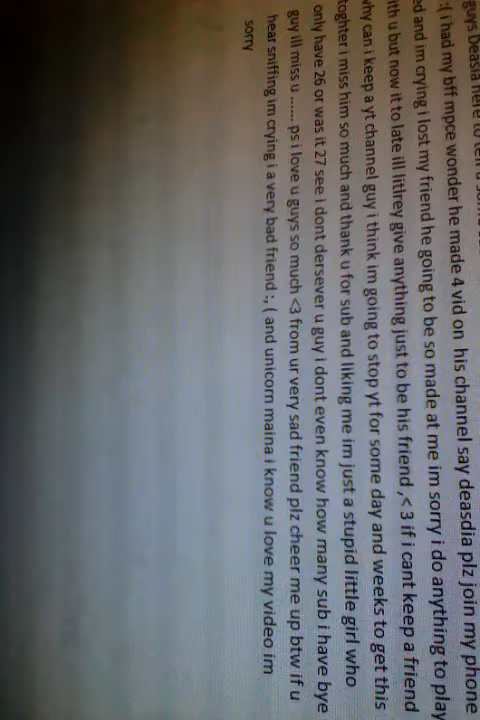 guys Deasia here to tell u
:( i had my bff mpce wonder he made 4 vid on his channel say deasdia plz join my phone
ed and im crying i lost my friend he going to be so made at me im sorry i do anything to play
ith u but now it to late ill litlrey give anything just to be his friend ,< 3 if i cant keep a friend
why can i keep a yt channel guy i think im going to stop yt for some day and weeks to get this
toghter i miss him so much and thank u for sub and liking me im just a stupid little girl who
only have 26 or was it 27 see i dont dersever u guy i dont even know how many sub i have bye
guy ill miss u ...... ps i love u guys so much <3 from ur very sad friend plz cheer me up btw if u
hear sniffing im crying i a very bad friend :, ( and unicorn maina i know u love my video im
sorry